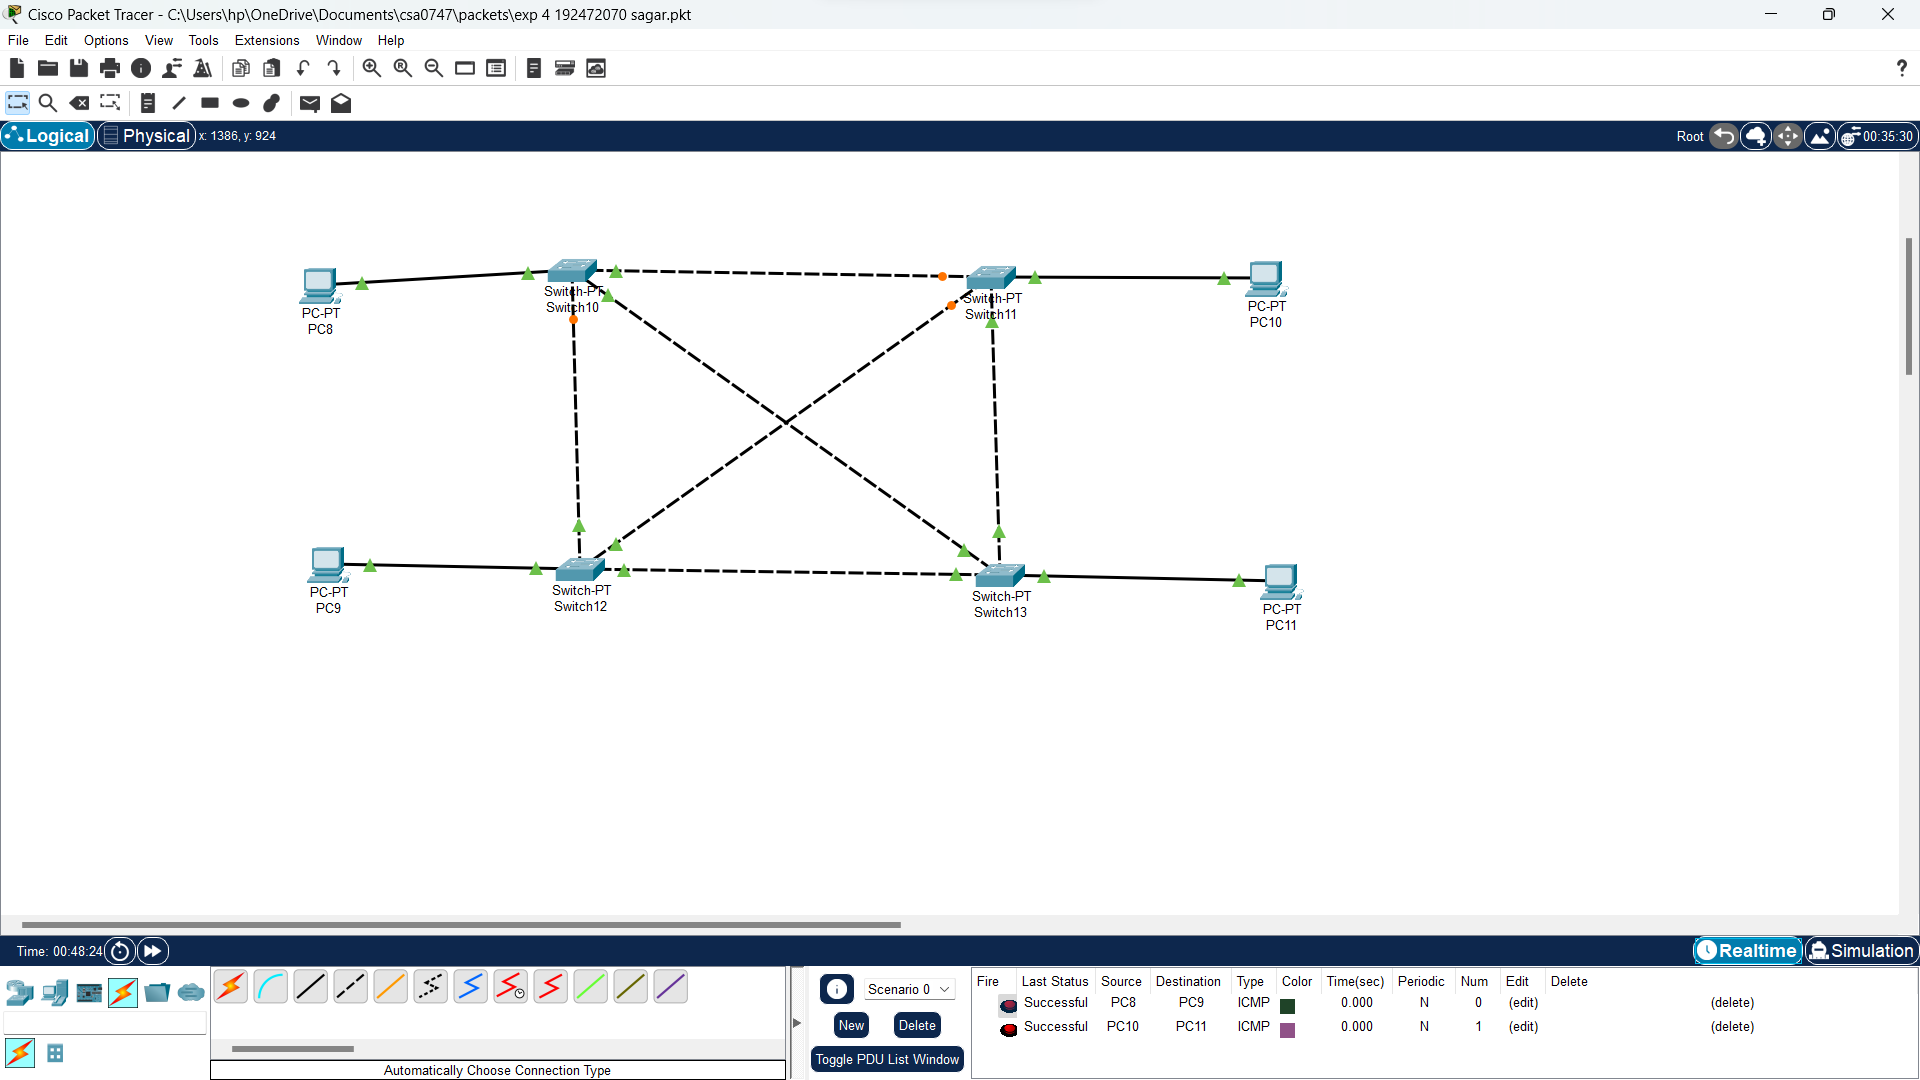 Cisco Packet Tracer - C:\Users\hp\OneDrive\Documents\csa0747\packets\exp 4 192472070 sagar.pkt
File Edit Options View Tools Extensions Window Help
Logical Physical x: 1386, y: 924 Root 00:35:30
PC-PT
PC8
Switch-PT
Switch10
Switch-PT
Switch11
PC-PT
PC10
PC-PT
PC9
Switch-PT
Switch12
Switch-PT
Switch13
PC-PT
PC11
Time: 00:48:24 Realtime Simulation
Scenario 0
New Delete
Toggle PDU List Window
Automatically Choose Connection Type
Fire Last Status Source Destination Type Color Time(sec) Periodic Num Edit Delete
Successful PC8 PC9 ICMP 0.000 N 0 (edit) (delete)
Successful PC10 PC11 ICMP 0.000 N 1 (edit) (delete)